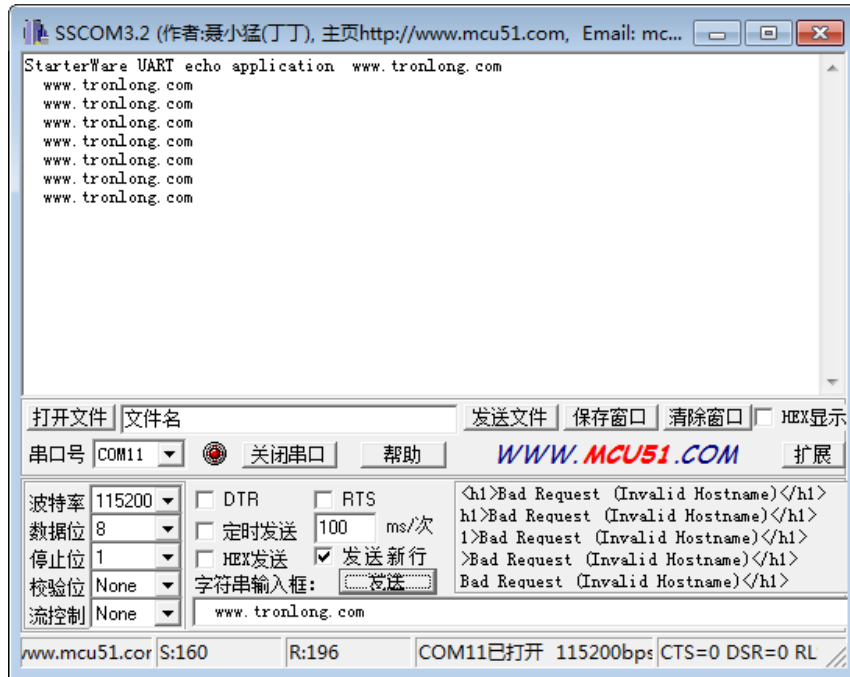 SSCOM3.2 (作者:聂小猛(丁丁), 主页http://www.mcu51.com, Email: mc...
StarterWare UART echo application www.tronlong.com
www.tronlong.com
www.tronlong.com
www.tronlong.com
www.tronlong.com
www.tronlong.com
www.tronlong.com
www.tronlong.com
打开文件 文件名 发送文件 保存窗口 清除窗口 HEX显示
串口号 COM11 关闭串口 帮助 WWW.MCU51.COM 扩展
波特率 115200 DTR RTS
数据位 8 定时发送 100 ms/次
停止位 1 HEX发送 发送新行
校验位 None 字符串输入框: 发送
流控制 None www.tronlong.com
<h1>Bad Request (Invalid Hostname)</h1>
h1>Bad Request (Invalid Hostname)</h1>
1>Bad Request (Invalid Hostname)</h1>
>Bad Request (Invalid Hostname)</h1>
Bad Request (Invalid Hostname)</h1>
www.mcu51.cor S:160 R:196 COM11已打开 115200bps CTS=0 DSR=0 RL